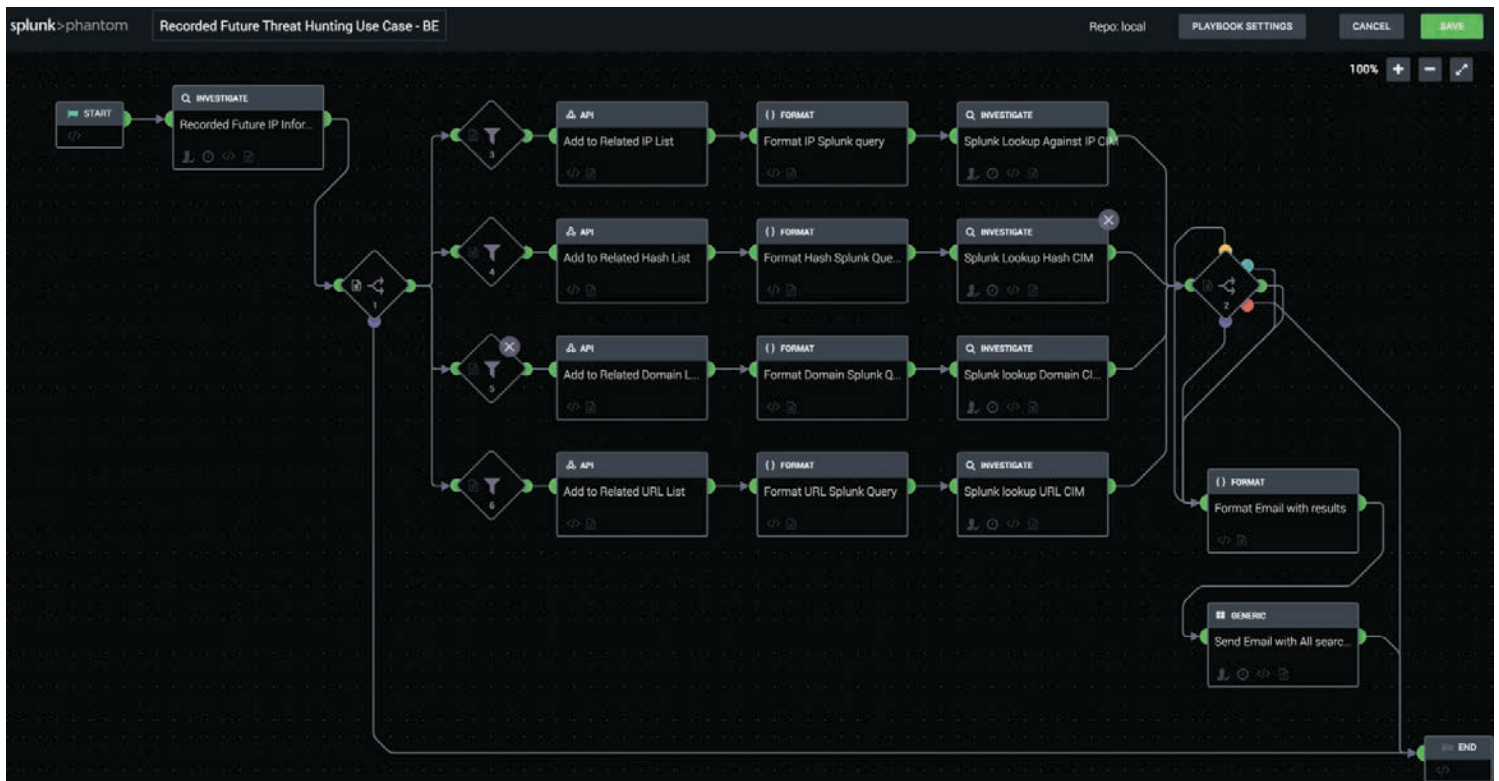 splunk>phantom
Recorded Future Threat Hunting Use Case - BE
Repo: local
PLAYBOOK SETTINGS
CANCEL
SAVE
100%
START
INVESTIGATE
Recorded Future IP Infor...
1
3
API
Add to Related IP List
FORMAT
Format IP Splunk query
INVESTIGATE
Splunk Lookup Against IP CIM
4
API
Add to Related Hash List
FORMAT
Format Hash Splunk Que...
INVESTIGATE
Splunk Lookup Hash CIM
5
API
Add to Related Domain L...
FORMAT
Format Domain Splunk Q...
INVESTIGATE
Splunk lookup Domain CI...
6
API
Add to Related URL List
FORMAT
Format URL Splunk Query
INVESTIGATE
Splunk lookup URL CIM
2
FORMAT
Format Email with results
GENERIC
Send Email with All searc...
END